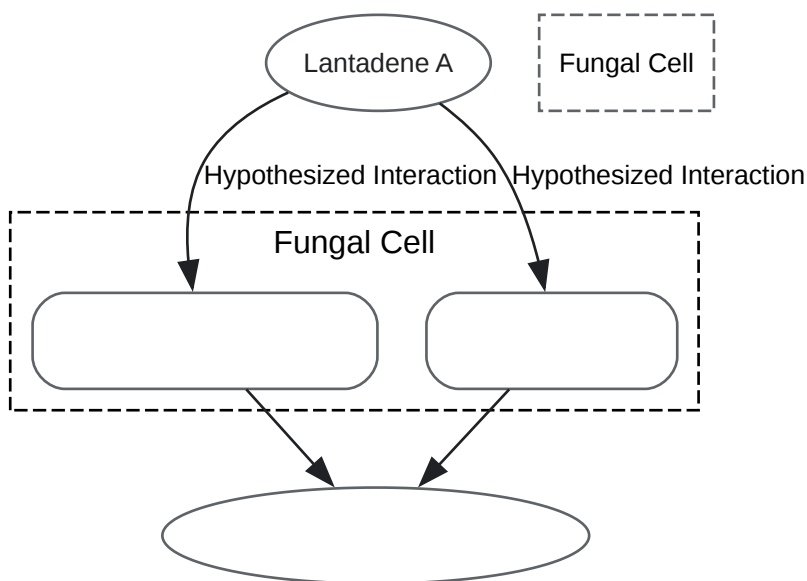 Lantadene A
Fungal Cell
Hypothesized Interaction
Hypothesized Interaction
Fungal Cell